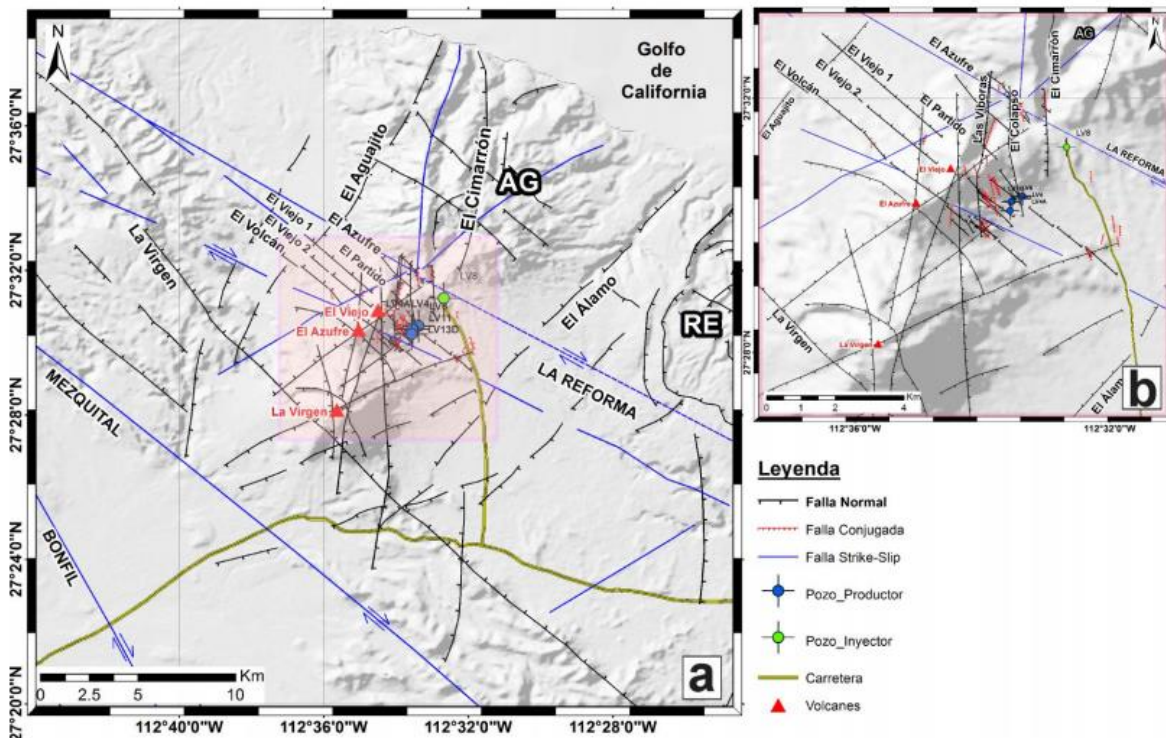 N
Golfo
de
California
27°36'0"N
27°32'0"N
27°28'0"N
27°24'0"N
27°20'0"N
El Aguajito
El Cimarrón
AG
La Virgen
El Viejo 1
El Viejo 2
El Volcán
El Azufre
El Partido
LV8
El Viejo
El Azufre
LV11
LV13D
El Álamo
RE
LA REFORMA
La Virgen
MEZQUITAL
BONFIL
Km
0 2.5 5 10
a
112°40'0"W 112°36'0"W 112°32'0"W 112°28'0"W
AG
N
El Azufre
El Viejo 1
El Viejo 2
El Volcán
El Partido
El Aguajito
Las Víboras
El Colapso
El Cimarrón
27°32'0"N
27°28'0"N
LV8
LA REFORMA
El Viejo
El Azufre
La Virgen
La Virgen
El Álamo
0 1 2 4
Km
b
112°36'0"W 112°32'0"W
Leyenda
Falla Normal
Falla Conjugada
Falla Strike-Slip
Pozo_Productor
Pozo_Inyector
Carretera
Volcanes